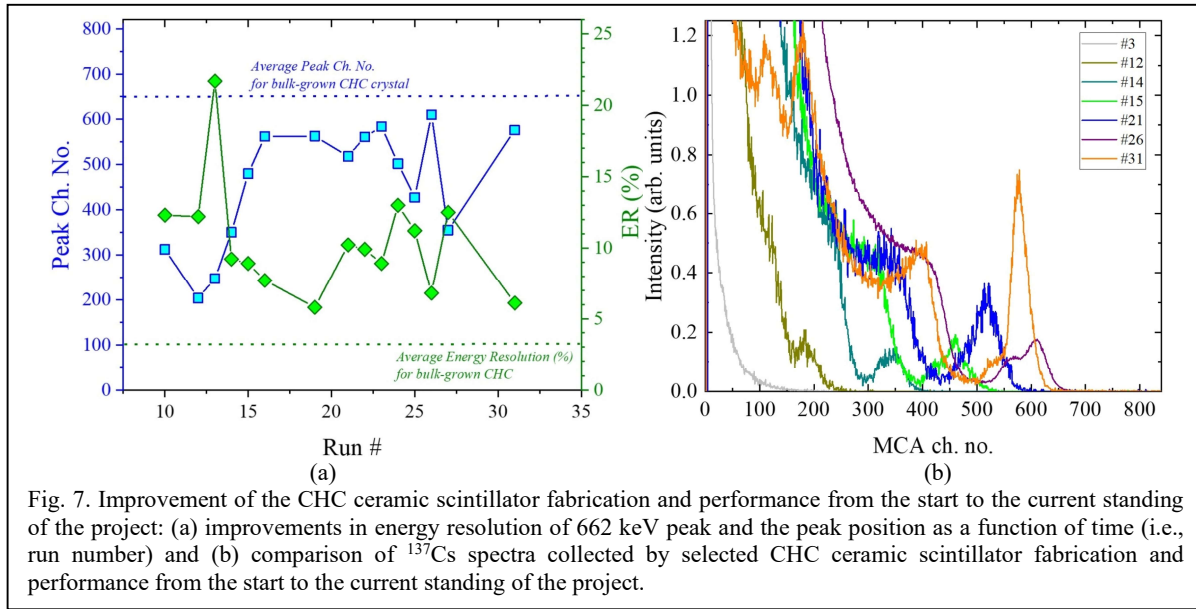 800
700
600
500
400
300
200
100
0
Peak Ch. No.
Average Peak Ch. No.
for bulk-grown CHC crystal
Average Energy Resolution (%)
for bulk-grown CHC
26
25
20
15
10
5
0
ER (%)
10 15 20 25 30 35
Run #
(a)
1.2
1.0
0.8
0.6
0.4
0.2
0.0
Intensity (arb. units)
#3
#12
#14
#15
#21
#26
#31
0 100 200 300 400 500 600 700 800
MCA ch. no.
(b)
Fig. 7. Improvement of the CHC ceramic scintillator fabrication and performance from the start to the current standing
of the project: (a) improvements in energy resolution of 662 keV peak and the peak position as a function of time (i.e.,
run number) and (b) comparison of ¹³⁷Cs spectra collected by selected CHC ceramic scintillator fabrication and
performance from the start to the current standing of the project.